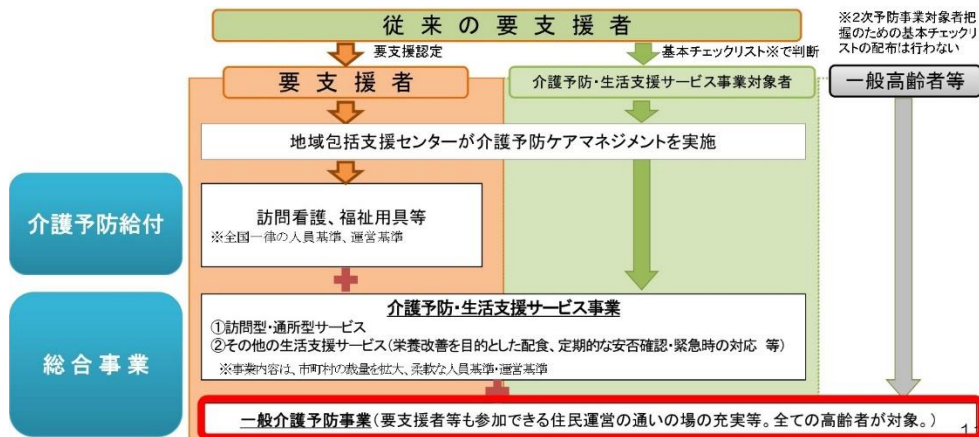 従来の要支援者
※２次予防事業対象者把
握のための基本チェックリ
ストの配布は行わない
要支援認定
基本チェックリスト※で判断
要支援者
介護予防・生活支援サービス事業対象者
一般高齢者等
地域包括支援センターが介護予防ケアマネジメントを実施
介護予防給付
訪問看護、福祉用具等
※全国一律の人員基準、運営基準
総合事業
介護予防・生活支援サービス事業
①訪問型・通所型サービス
②その他の生活支援サービス(栄養改善を目的とした配食、定期的な安否確認・緊急時の対応 等)
※事業内容は、市町村の裁量を拡大、柔軟な人員基準・運営基準
一般介護予防事業(要支援者等も参加できる住民運営の通いの場の充実等。全ての高齢者が対象。)